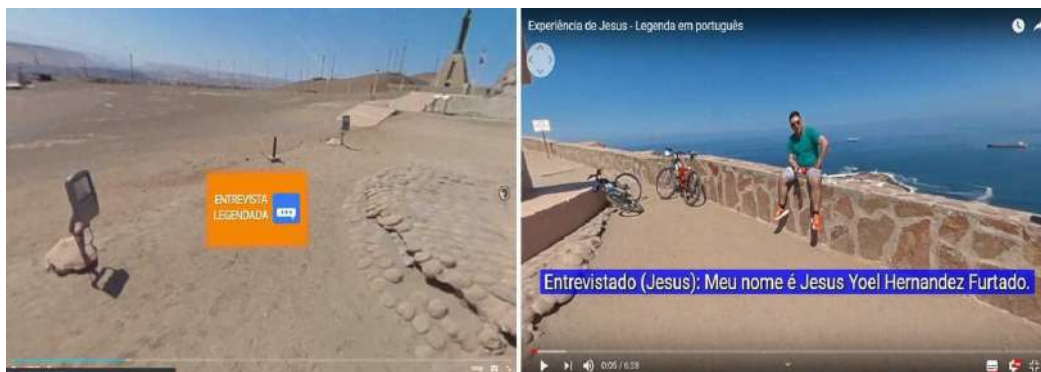 ENTREVISTA
LEGENDADA
Experiência de Jesus - Legenda em português
Entrevistado (Jesus): Meu nome é Jesus Yoel Hernandez Furtado.
0:05 / 6:28